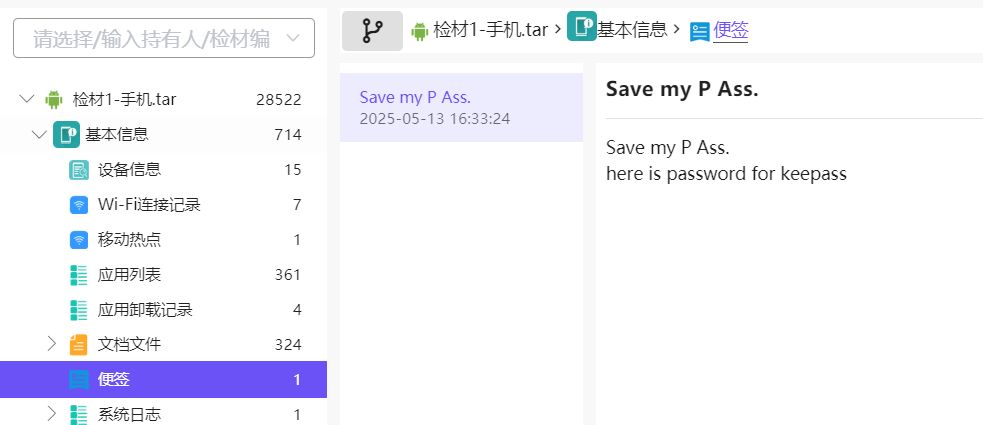 请选择/输入持有人/检材编
检材1-手机.tar 28522
基本信息 714
设备信息 15
Wi-Fi连接记录 7
移动热点 1
应用列表 361
应用卸载记录 4
文档文件 324
便签 1
系统日志 1
检材1-手机.tar > 基本信息 > 便签
Save my P Ass.
2025-05-13 16:33:24
Save my P Ass.
Save my P Ass.
here is password for keepass